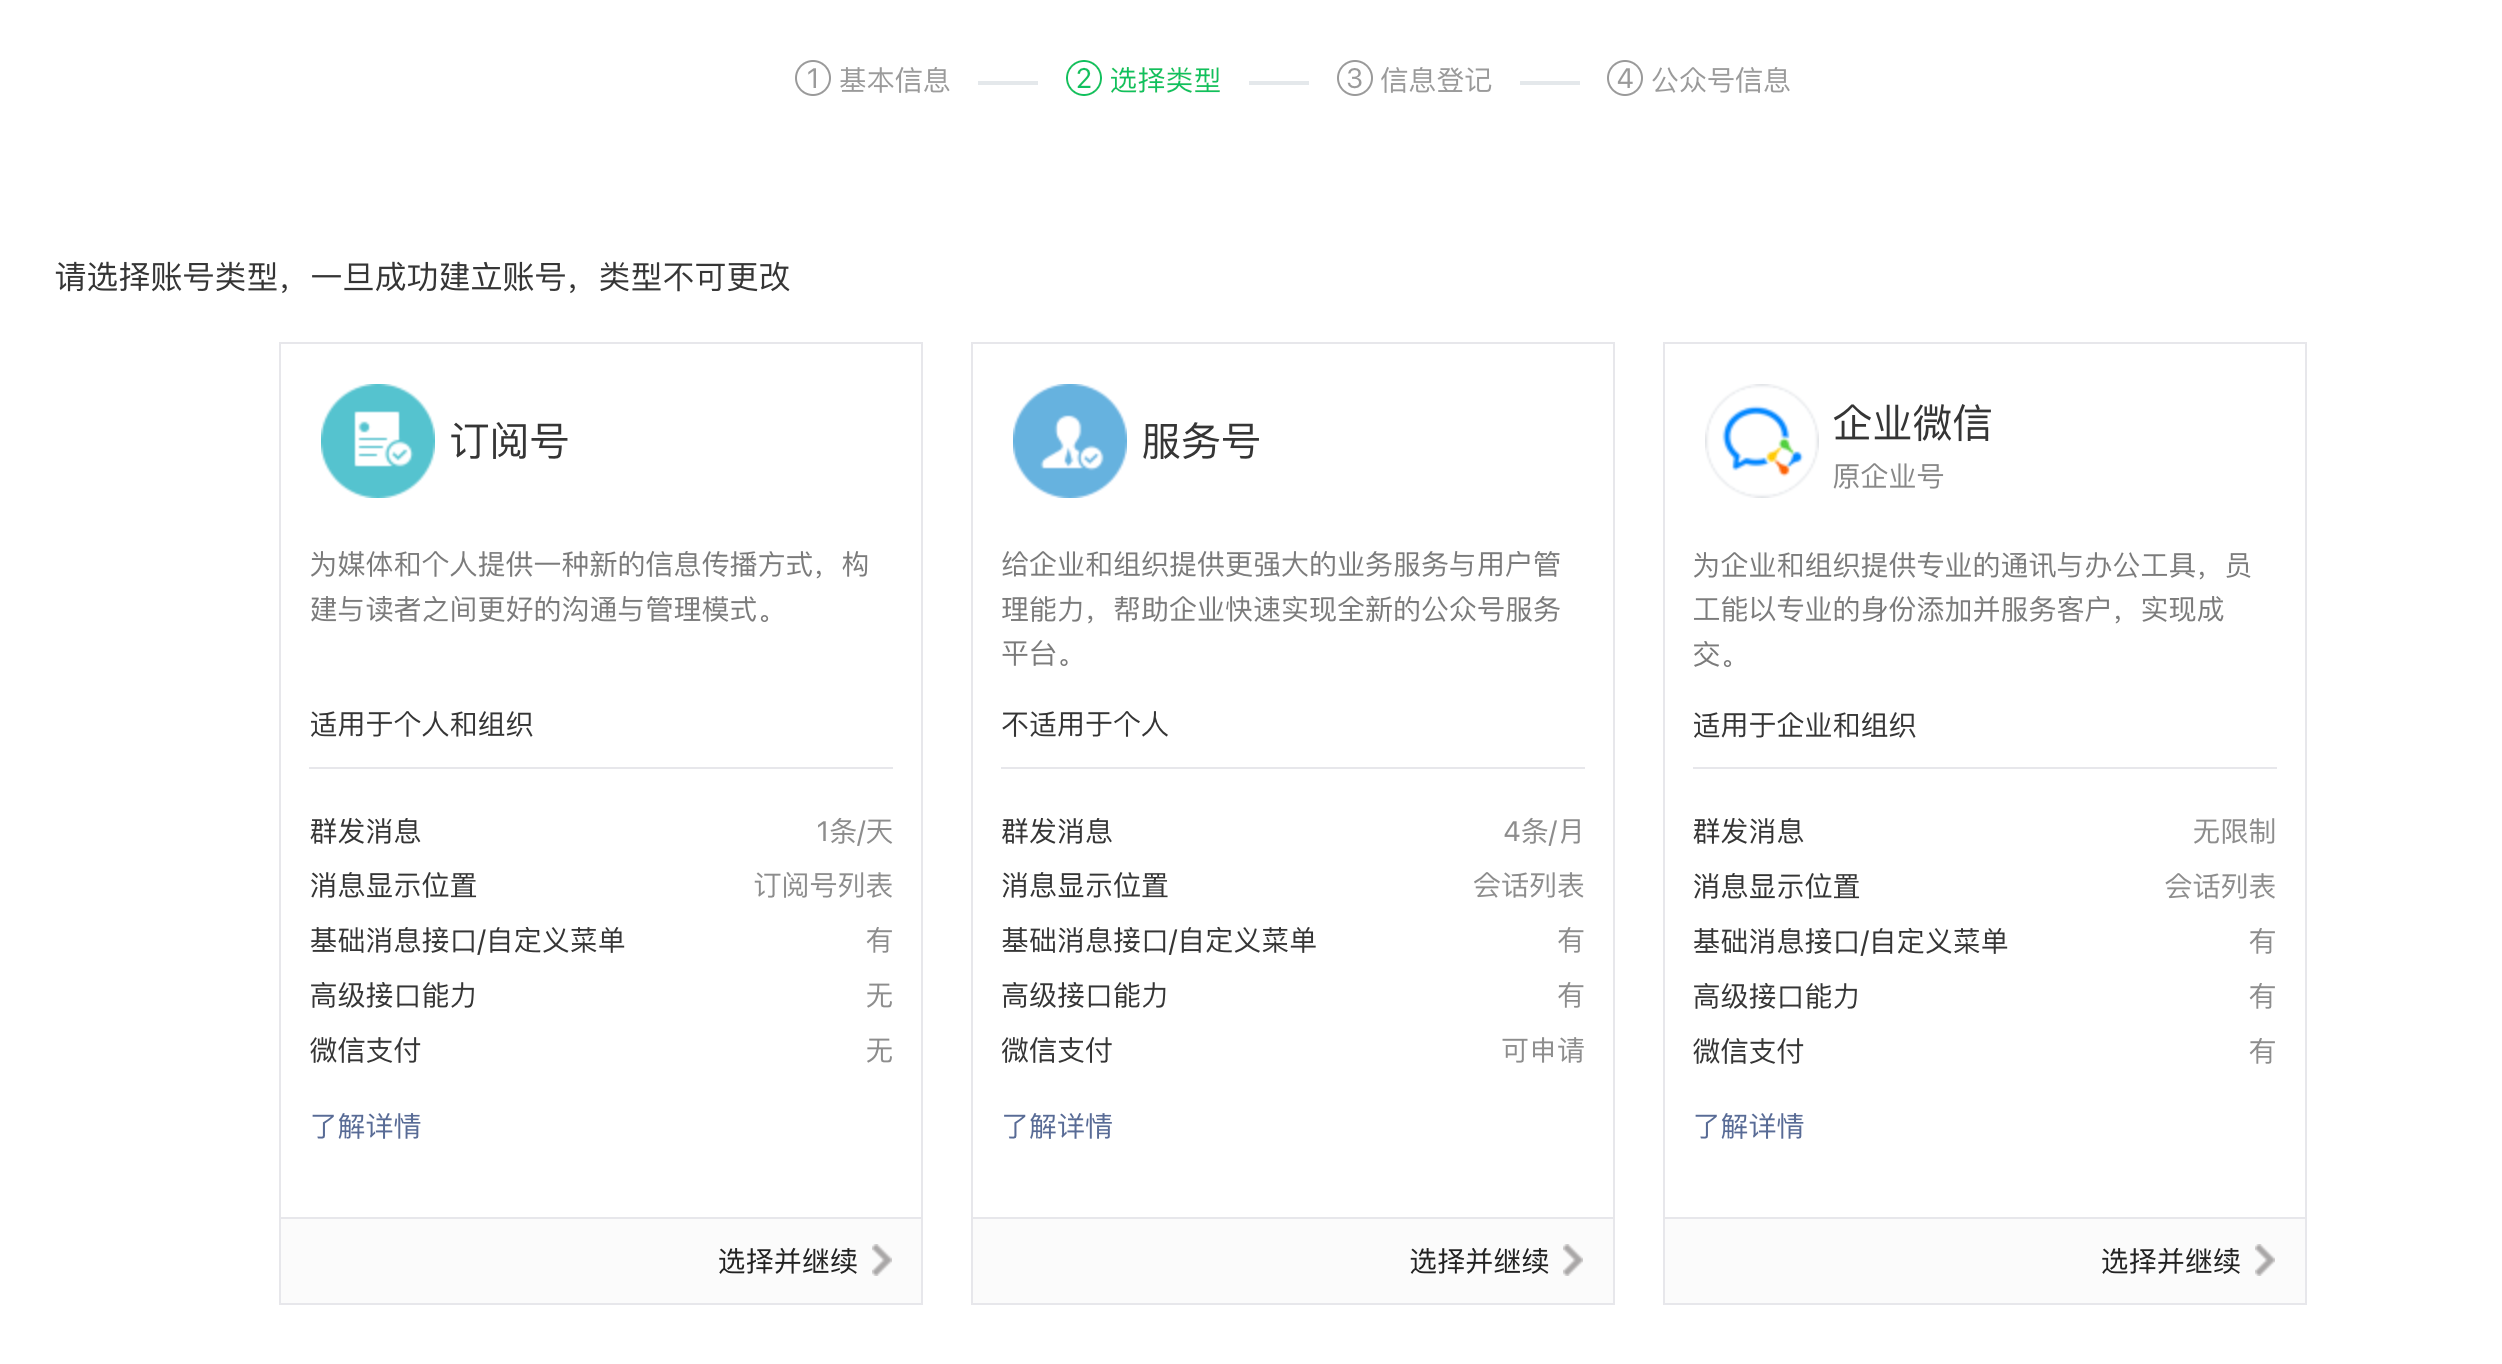 ① 基本信息 ② 选择类型 ③ 信息登记 ④ 公众号信息
请选择账号类型，一旦成功建立账号，类型不可更改
订阅号
为媒体和个人提供一种新的信息传播方式，构
建与读者之间更好的沟通与管理模式。
适用于个人和组织
群发消息 1条/天
消息显示位置 订阅号列表
基础消息接口/自定义菜单 有
高级接口能力 无
微信支付 无
了解详情
选择并继续
服务号
给企业和组织提供更强大的业务服务与用户管
理能力，帮助企业快速实现全新的公众号服务
平台。
不适用于个人
群发消息 4条/月
消息显示位置 会话列表
基础消息接口/自定义菜单 有
高级接口能力 有
微信支付 可申请
了解详情
选择并继续
企业微信
原企业号
为企业和组织提供专业的通讯与办公工具，员
工能以专业的身份添加并服务客户，实现成
交。
适用于企业和组织
群发消息 无限制
消息显示位置 会话列表
基础消息接口/自定义菜单 有
高级接口能力 有
微信支付 有
了解详情
选择并继续